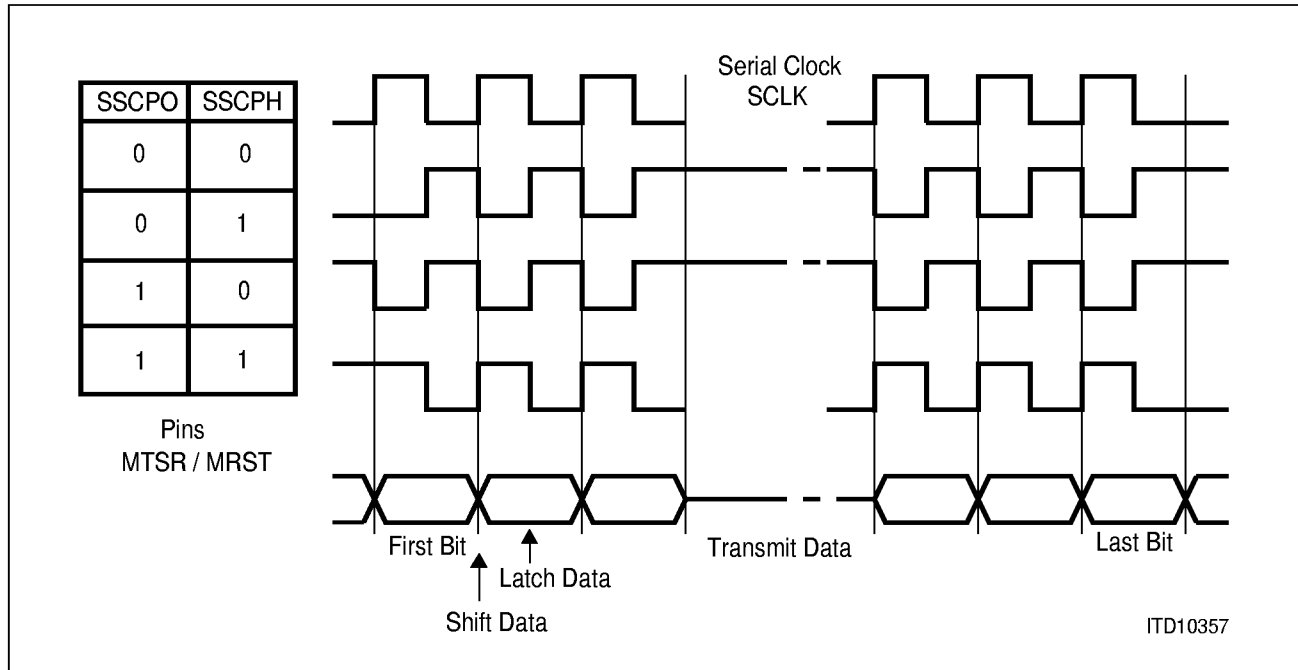 SSCPO SSCPH
0 0
0 1
1 0
1 1
Pins
MTSR / MRST
Serial Clock
SCLK
First Bit
Latch Data
Shift Data
Transmit Data
Last Bit
ITD10357